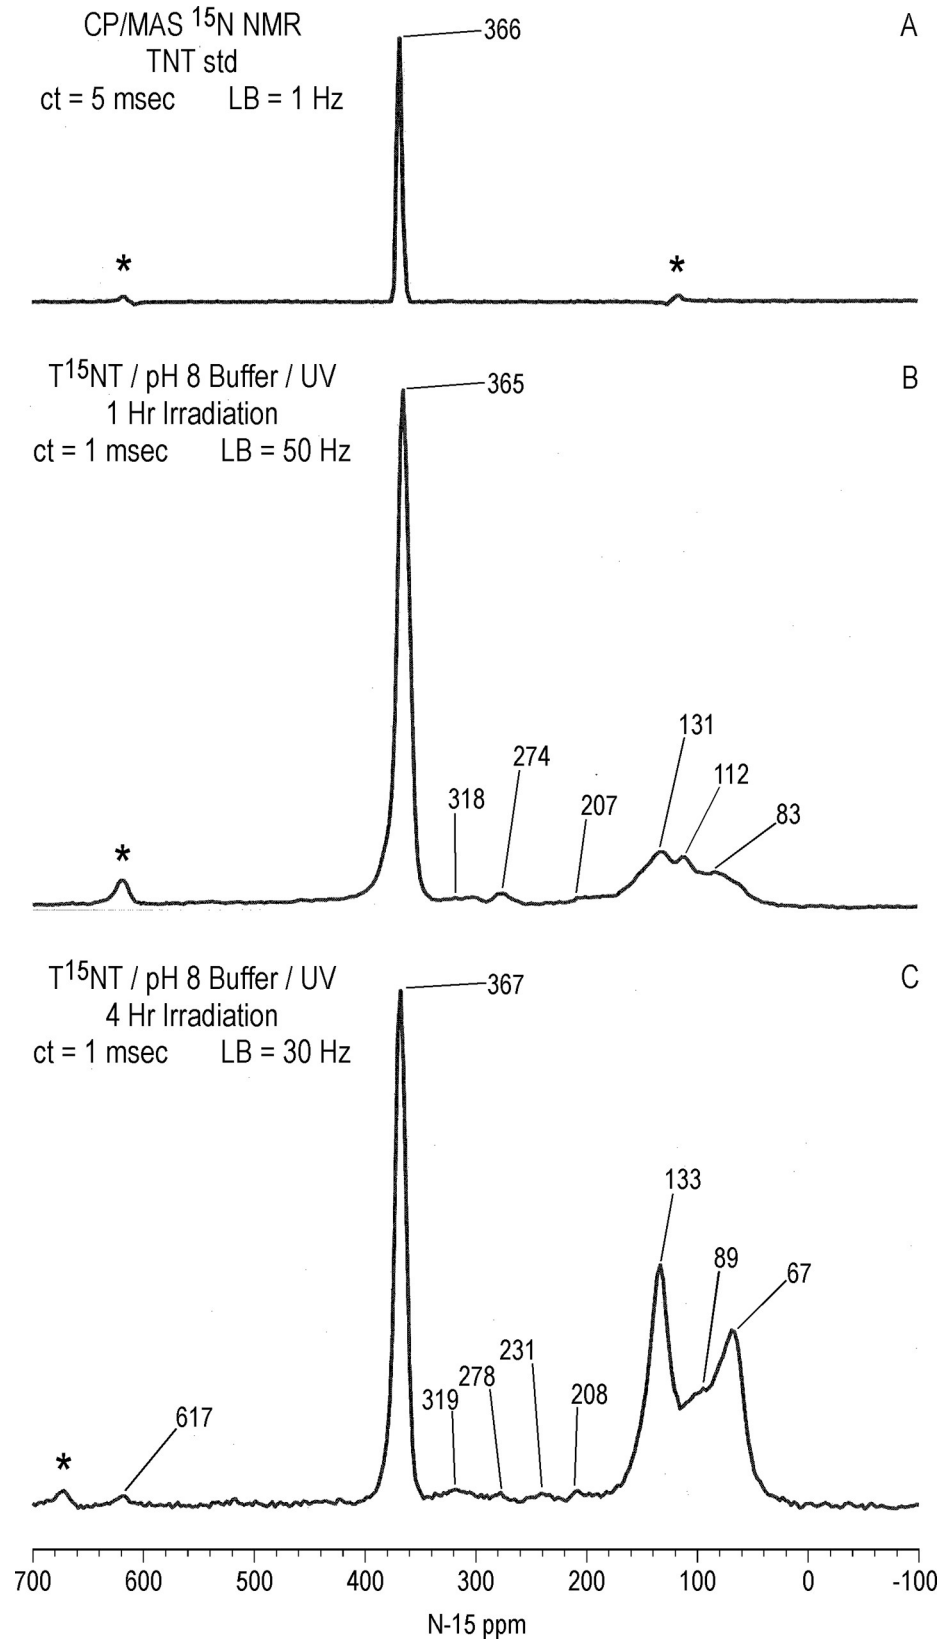 CP/MAS 15N NMR
TNT std
ct = 5 msec LB = 1 Hz
366
A
*
*
T15NT / pH 8 Buffer / UV
1 Hr Irradiation
ct = 1 msec LB = 50 Hz
365
B
131
274
112
318
207
83
*
T15NT / pH 8 Buffer / UV
4 Hr Irradiation
ct = 1 msec LB = 30 Hz
367
C
133
89
67
231
278
319
208
617
*
700 600 500 400 300 200 100 0 -100
N-15 ppm